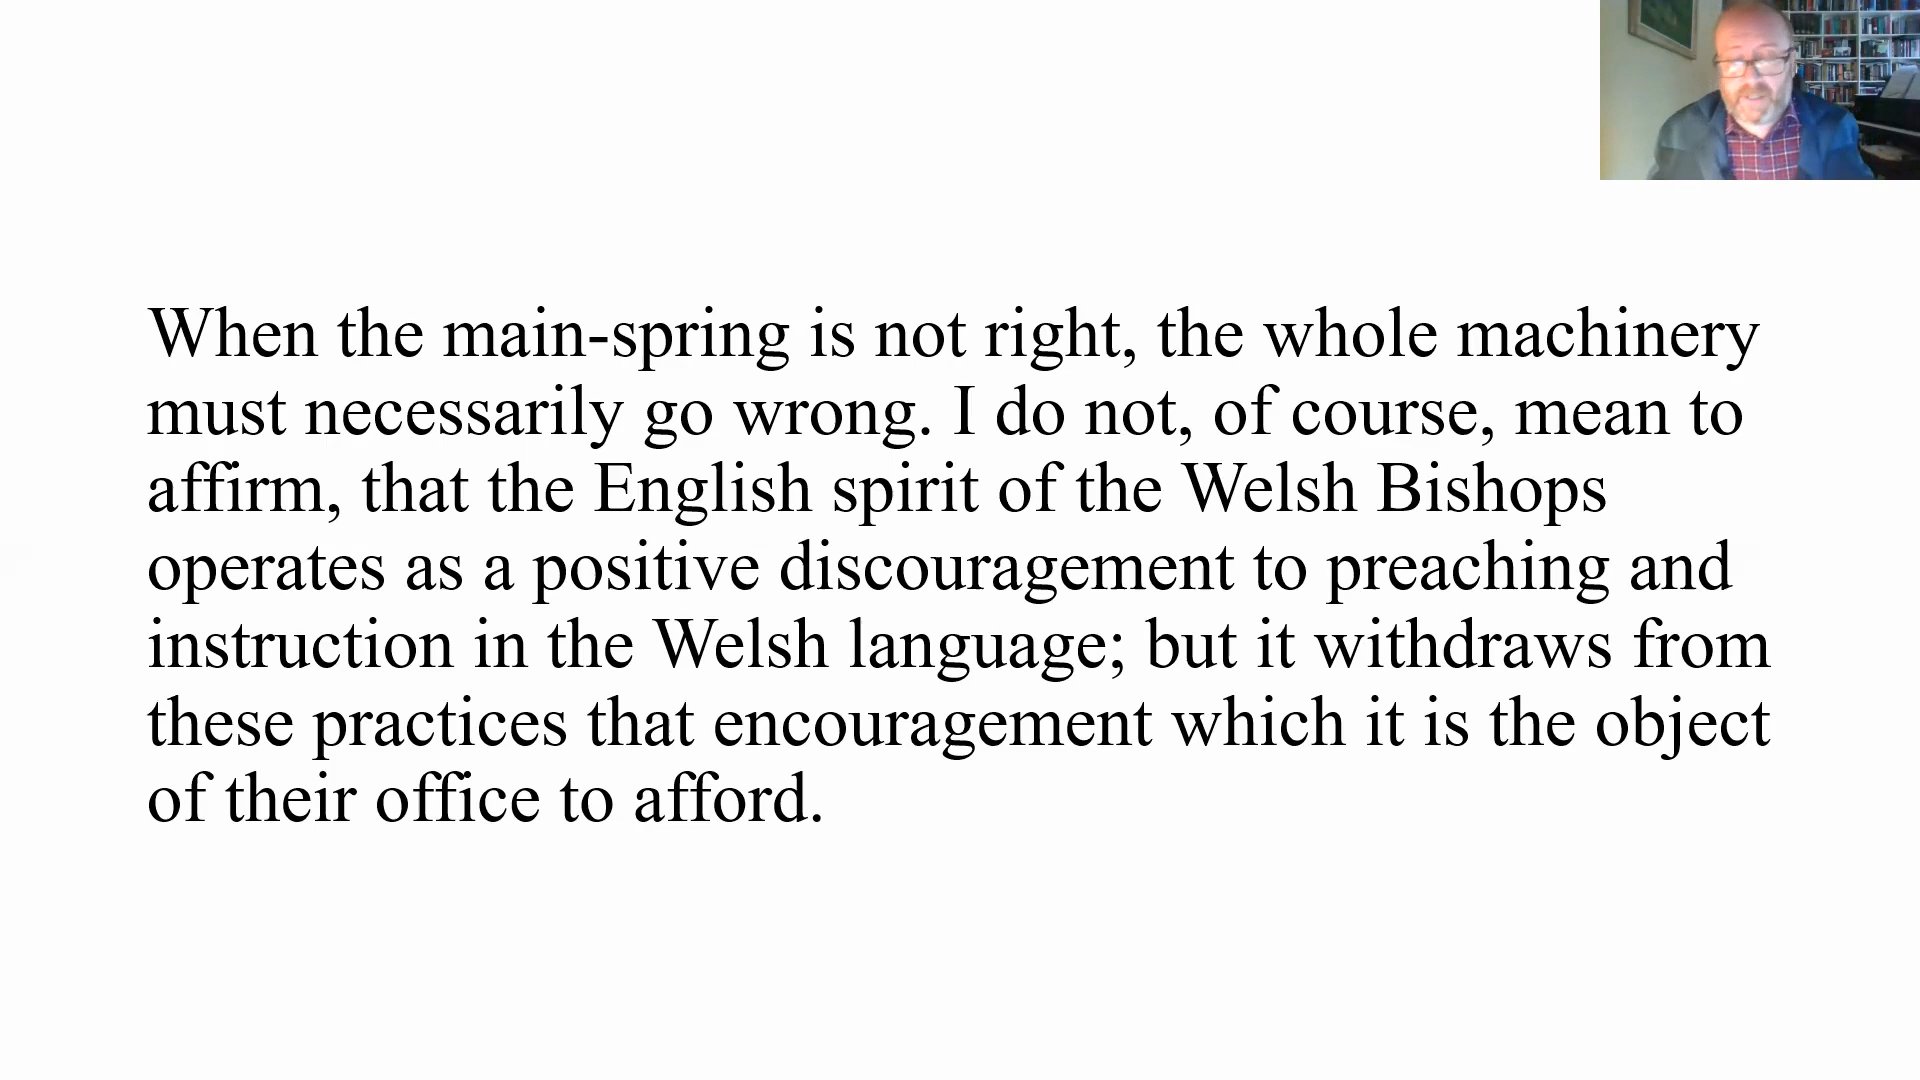 When the main-spring is not right, the whole machinery
must necessarily go wrong. I do not, of course, mean to
affirm, that the English spirit of the Welsh Bishops
operates as a positive discouragement to preaching and
instruction in the Welsh language; but it withdraws from
these practices that encouragement which it is the object
of their office to afford.